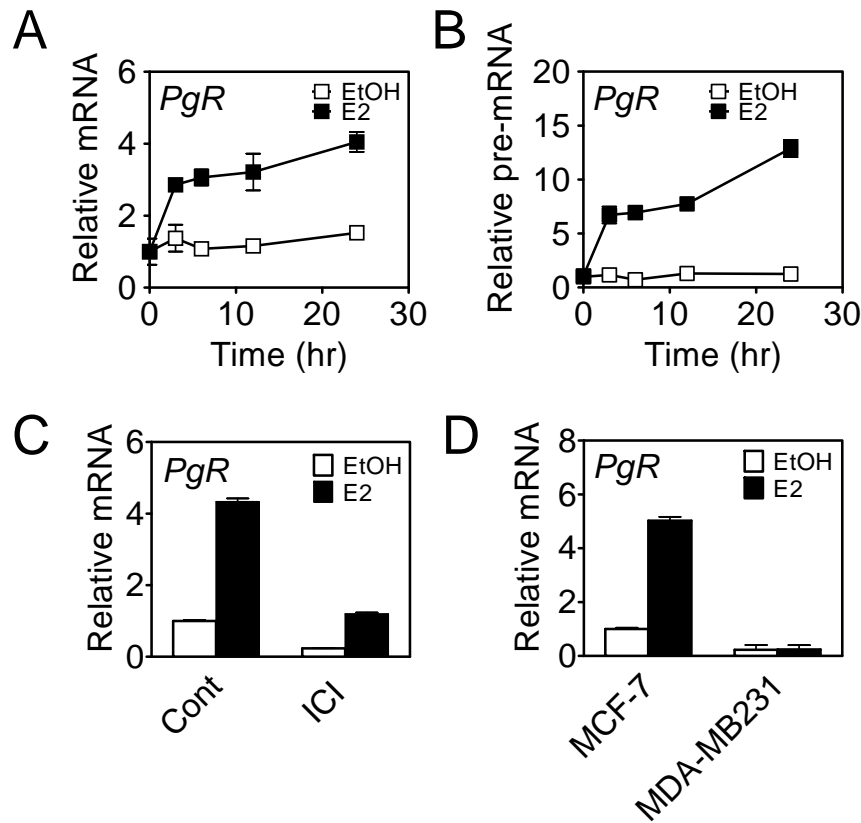 A
Relative mRNA
6
4
2
0
PgR
EtOH
E2
0
10
20
30
Time (hr)
B
Relative pre-mRNA
20
15
10
5
0
PgR
EtOH
E2
0
10
20
30
Time (hr)
C
Relative mRNA
6
4
2
0
PgR
EtOH
E2
Cont
ICI
D
Relative mRNA
8
6
4
2
0
PgR
EtOH
E2
MCF-7
MDA-MB231